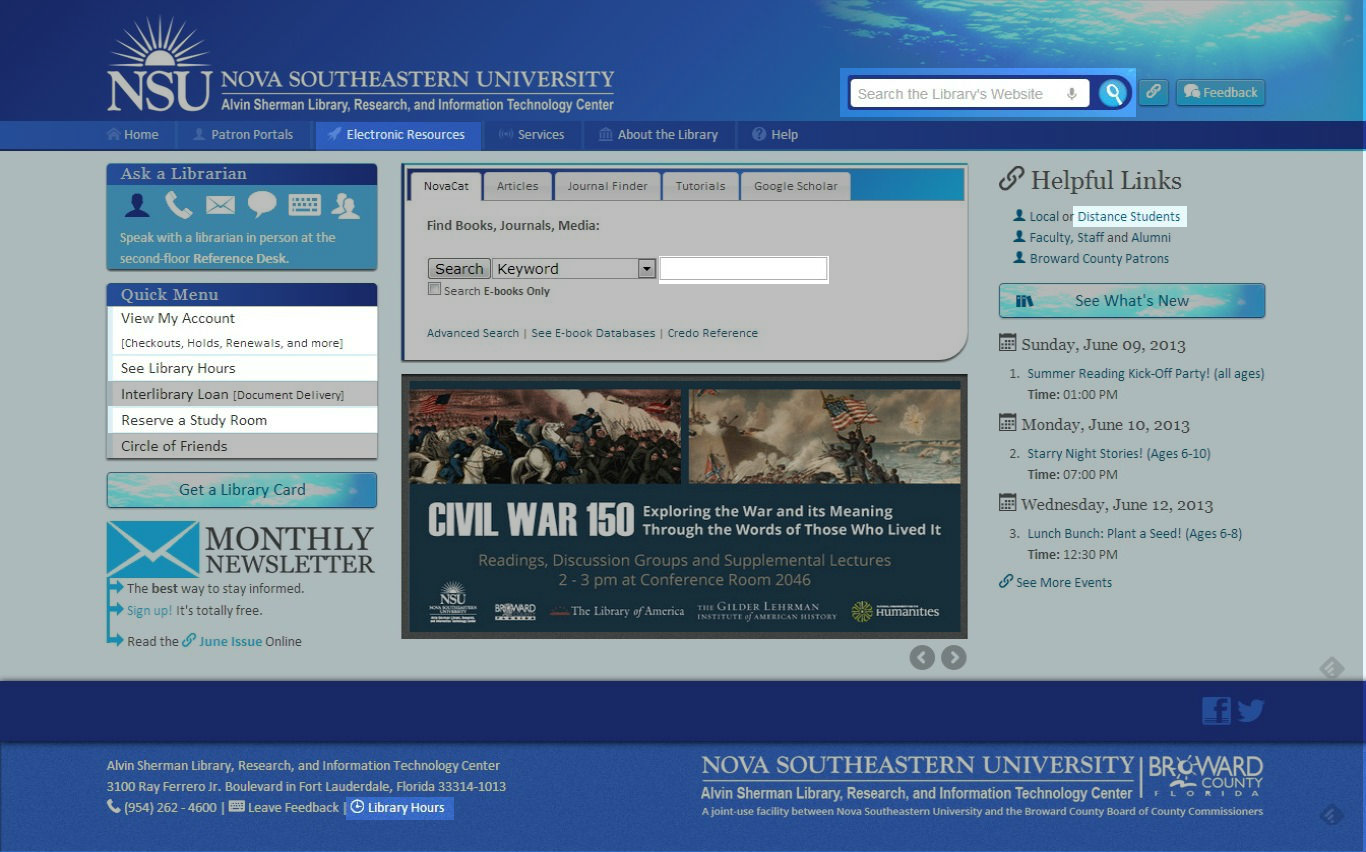 NSU NOVA SOUTHEASTERN UNIVERSITY
Alvin Sherman Library, Research, and Information Technology Center
Search the Library's Website
Feedback
Home Patron Portals Electronic Resources Services About the Library Help
Ask a Librarian
Speak with a librarian in person at the
second-floor Reference Desk.
Quick Menu
View My Account
[Checkouts, Holds, Renewals, and more]
See Library Hours
Interlibrary Loan [Document Delivery]
Reserve a Study Room
Circle of Friends
Get a Library Card
MONTHLY
NEWSLETTER
The best way to stay informed.
Sign up! It's totally free.
Read the June Issue Online
NovaCat Articles Journal Finder Tutorials Google Scholar
Find Books, Journals, Media:
Search Keyword
Search E-books Only
Advanced Search | See E-book Databases | Credo Reference
CIVIL WAR 150 Exploring the War and its Meaning
Through the Words of Those Who Lived It
Readings, Discussion Groups and Supplemental Lectures
2 - 3 pm at Conference Room 2046
NSU
NOVA SOUTHEASTERN
UNIVERSITY
BROWARD
COUNTY
FLORIDA
The Library of America
THE GILDER LEHRMAN
INSTITUTE of AMERICAN HISTORY
Humanities
Helpful Links
Local or Distance Students
Faculty, Staff and Alumni
Broward County Patrons
See What's New
Sunday, June 09, 2013
1. Summer Reading Kick-Off Party! (all ages)
Time: 01:00 PM
Monday, June 10, 2013
2. Starry Night Stories! (Ages 6-10)
Time: 07:00 PM
Wednesday, June 12, 2013
3. Lunch Bunch: Plant a Seed! (Ages 6-8)
Time: 12:30 PM
See More Events
Alvin Sherman Library, Research, and Information Technology Center
3100 Ray Ferrero Jr. Boulevard in Fort Lauderdale, Florida 33314-1013
(954) 262 - 4600 | Leave Feedback | Library Hours
NOVA SOUTHEASTERN UNIVERSITY
Alvin Sherman Library, Research, and Information Technology Center
BROWARD
COUNTY
FLORIDA
A joint-use facility between Nova Southeastern University and the Broward County Board of County Commissioners